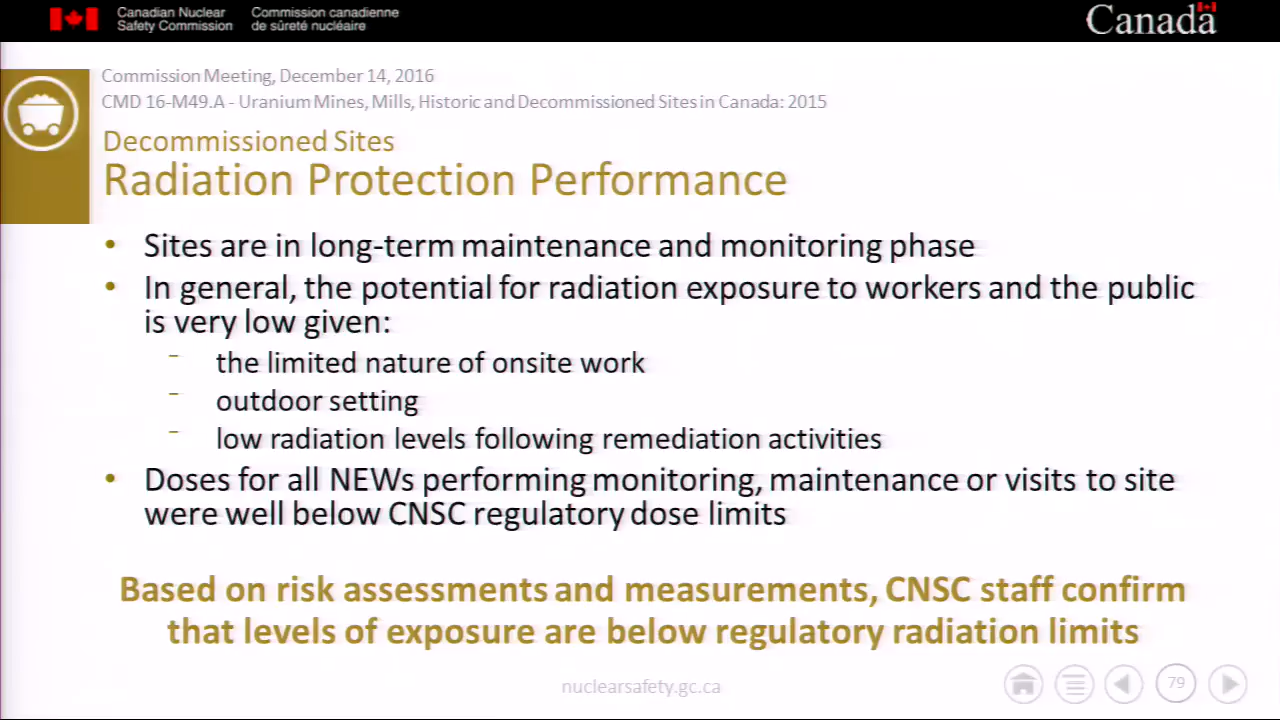 Canadian Nuclear Safety Commission
Commission canadienne de sûreté nucléaire
Canada
Commission Meeting, December 14, 2016
CMD 16-M49.A - Uranium Mines, Mills, Historic and Decommissioned Sites in Canada: 2015
Decommissioned Sites
Radiation Protection Performance
• Sites are in long-term maintenance and monitoring phase
• In general, the potential for radiation exposure to workers and the public
is very low given:
- the limited nature of onsite work
- outdoor setting
- low radiation levels following remediation activities
• Doses for all NEWs performing monitoring, maintenance or visits to site
were well below CNSC regulatory dose limits
Based on risk assessments and measurements, CNSC staff confirm
that levels of exposure are below regulatory radiation limits
nuclearsafety.gc.ca
79